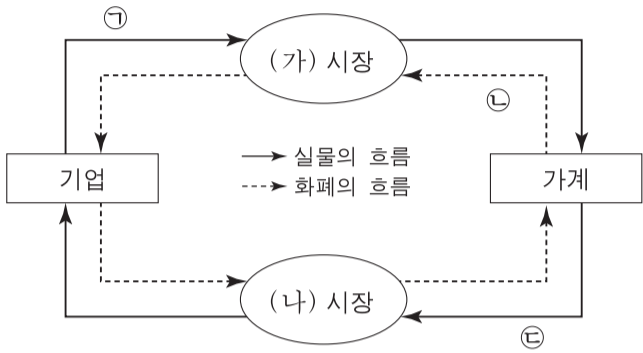 ㉠
(가) 시장
㉡
실물의 흐름
기업
가계
화폐의 흐름
(나) 시장
㉢